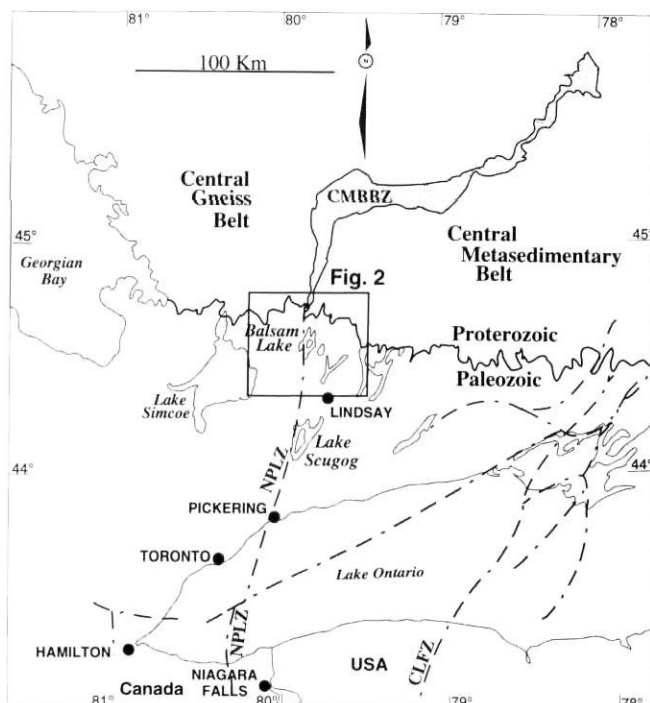 81°
80°
79°
78°
100 Km
N
Central
Gneiss
Belt
CMBBZ
45°
Georgian
Bay
Central
Metasedimentary
Belt
45°
Fig. 2
Balsam
Lake
Proterozoic
Paleozoic
Lake
Simcoe
LINDSAY
Lake
Scugog
44°
44°
NPLZ
PICKERING
TORONTO
Lake Ontario
NPLZ
HAMILTON
USA
CLFZ
NIAGARA
FALLS
Canada
81°
80°
79°
78°